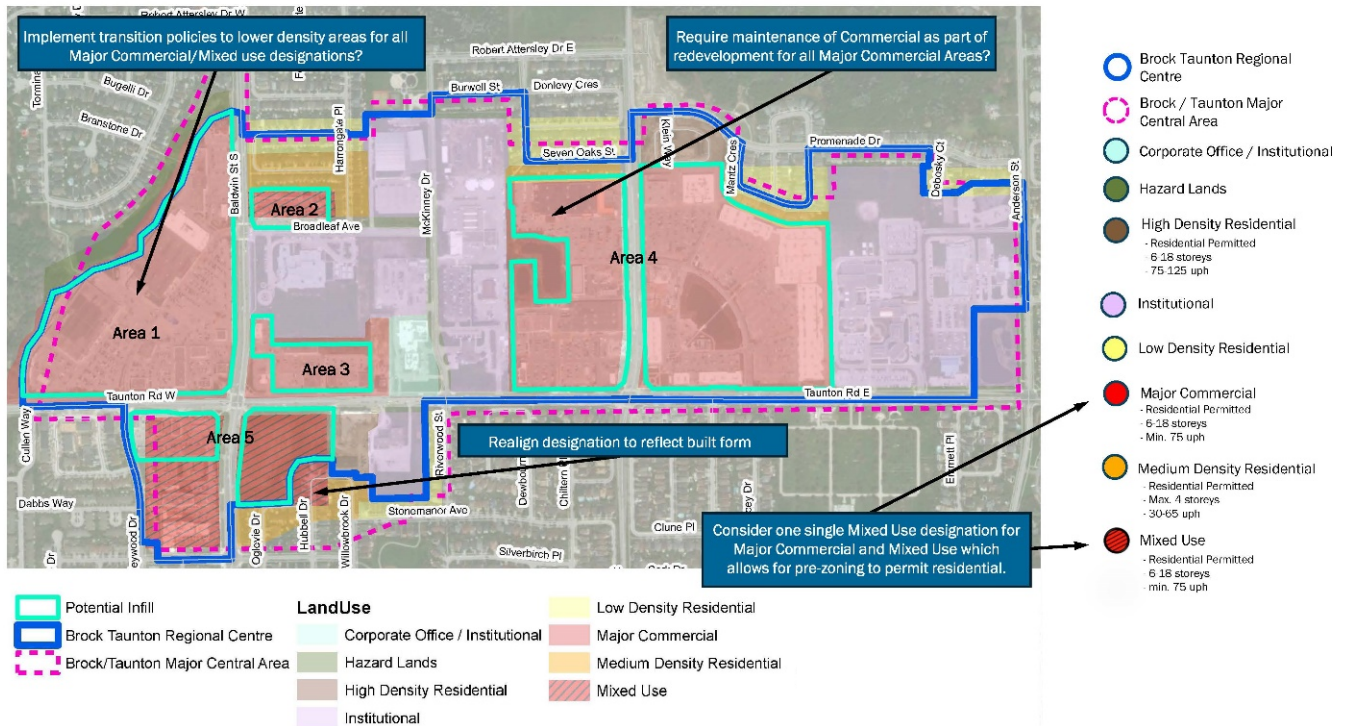 Implement transition policies to lower density areas for all
Major Commercial/Mixed use designations?
Require maintenance of Commercial as part of
redevelopment for all Major Commercial Areas?
Robert Attersley Dr W
Robert Attersley Dr E
Bugelli Dr
Branstone Dr
Donlevy Cres
Burwell St
Harrongate Pl
Seven Oaks St
Klein Way
Mantz Cres
Promenade Dr
Debosky Ct
Anderson St
Baldwin St S
McKinney Dr
Area 2
Broadleaf Ave
Area 4
Area 1
Area 3
Taunton Rd W
Taunton Rd E
Cullen Way
Area 5
Realign designation to reflect built form
Dabbs Way
Oglovie Dr
Hubbell Dr
Willowbrook Dr
Stonemanor Ave
Clune Pl
Silverbirch Pl
Emmett Pl
Consider one single Mixed Use designation for
Major Commercial and Mixed Use which
allows for pre-zoning to permit residential.
Brock Taunton Regional
Centre
Brock / Taunton Major
Central Area
Corporate Office / Institutional
Hazard Lands
High Density Residential
- Residential Permitted
- 6-18 storeys
- 75-125 uph
Institutional
Low Density Residential
Major Commercial
- Residential Permitted
- 6-18 storeys
- Min. 75 uph
Medium Density Residential
- Residential Permitted
- Max. 4 storeys
- 30-65 uph
Mixed Use
- Residential Permitted
- 6-18 storeys
- min. 75 uph
Potential Infill
Brock Taunton Regional Centre
Brock/Taunton Major Central Area
LandUse
Corporate Office / Institutional
Hazard Lands
High Density Residential
Institutional
Low Density Residential
Major Commercial
Medium Density Residential
Mixed Use